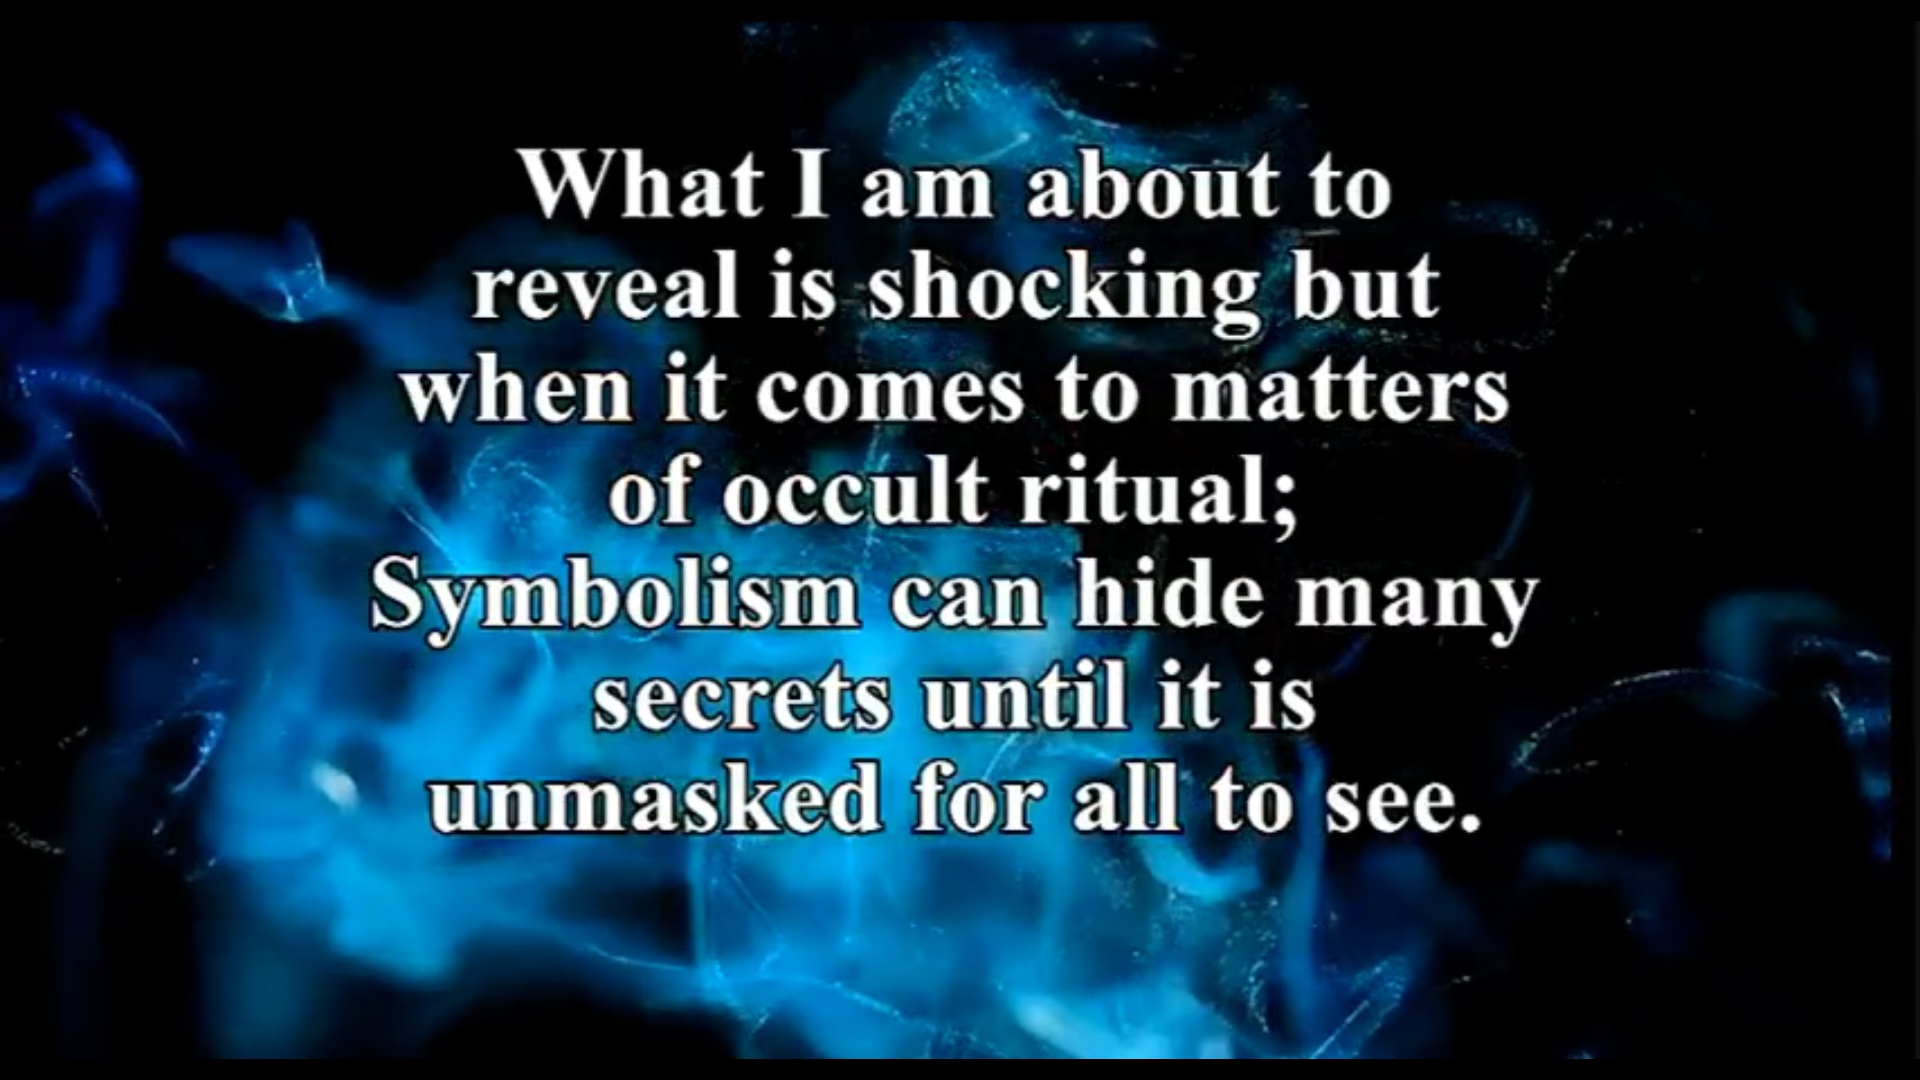 What I am about to
reveal is shocking but
when it comes to matters
of occult ritual;
Symbolism can hide many
secrets until it is
unmasked for all to see.